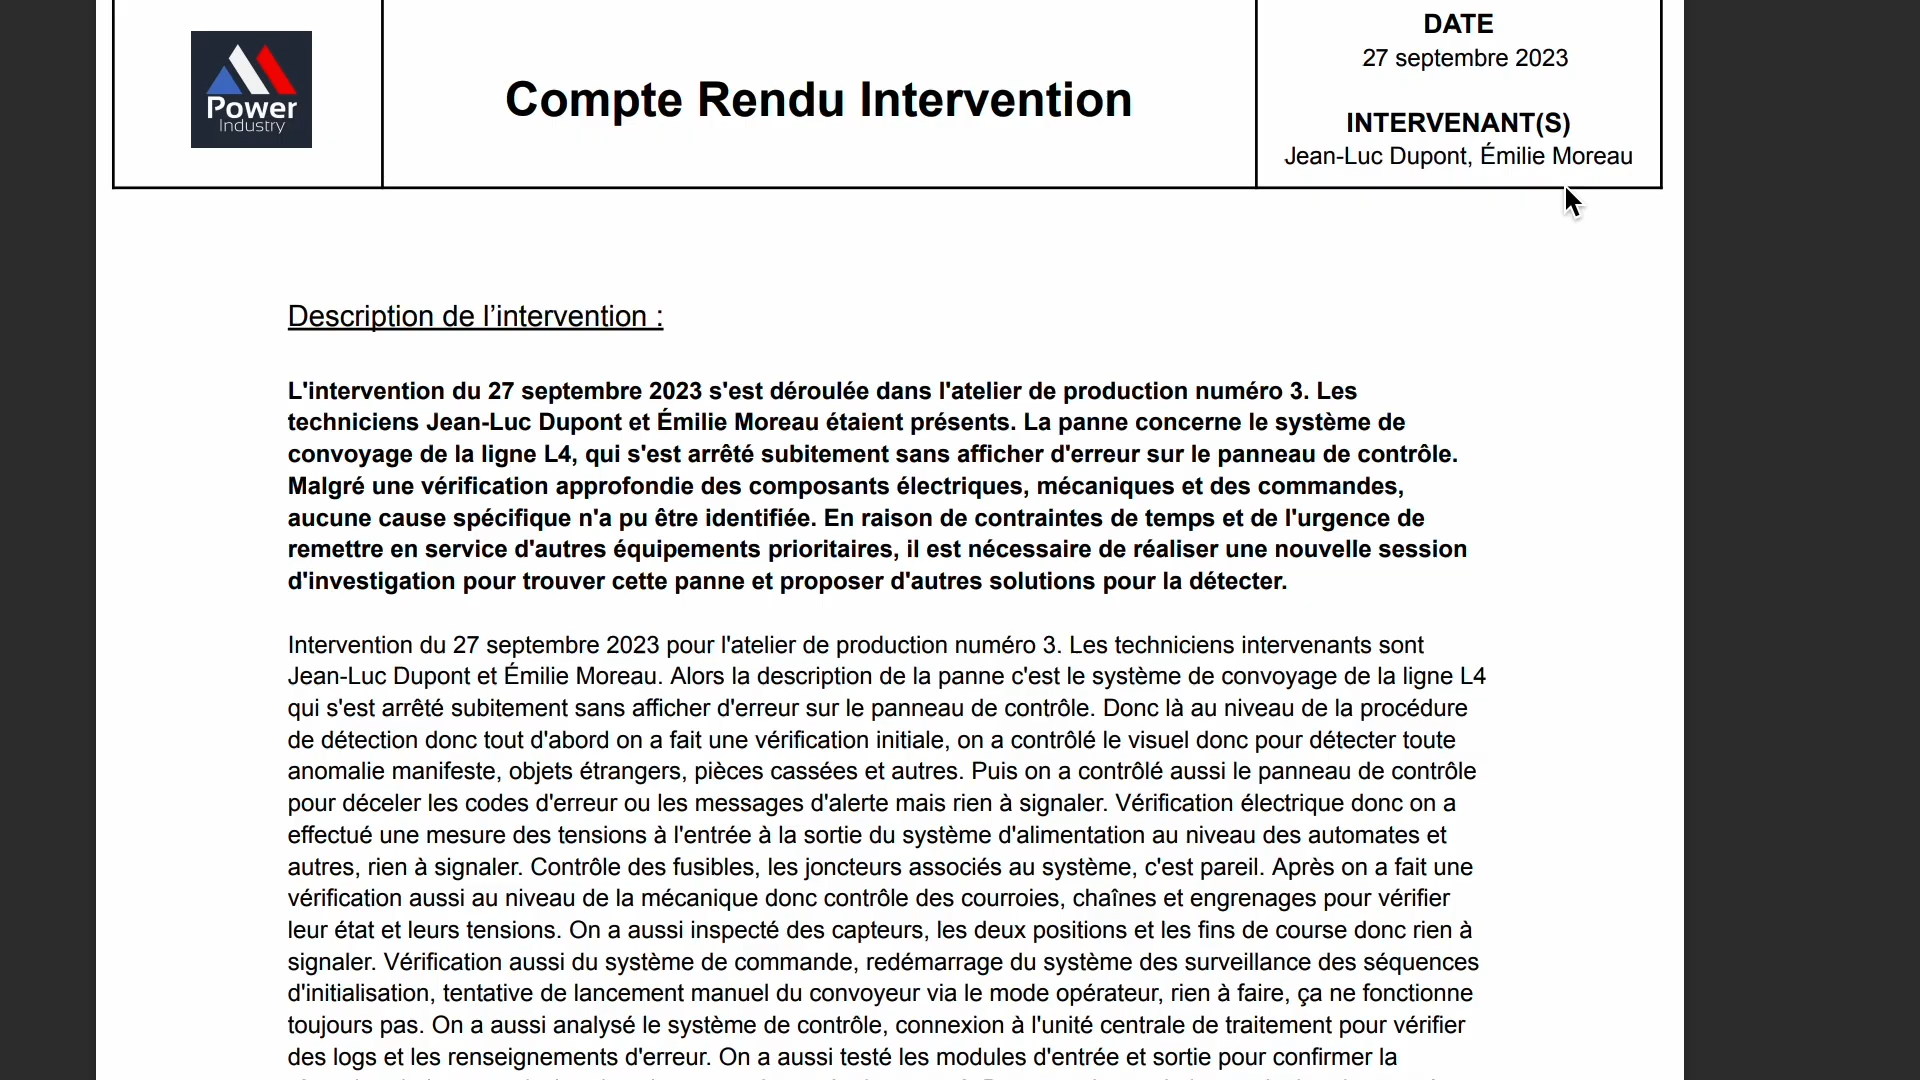 DATE
27 septembre 2023
Power
Industry
Compte Rendu Intervention
INTERVENANT(S)
Jean-Luc Dupont, Émilie Moreau
Description de l’intervention :
L'intervention du 27 septembre 2023 s'est déroulée dans l'atelier de production numéro 3. Les
techniciens Jean-Luc Dupont et Émilie Moreau étaient présents. La panne concerne le système de
convoyage de la ligne L4, qui s'est arrêté subitement sans afficher d'erreur sur le panneau de contrôle.
Malgré une vérification approfondie des composants électriques, mécaniques et des commandes,
aucune cause spécifique n'a pu être identifiée. En raison de contraintes de temps et de l'urgence de
remettre en service d'autres équipements prioritaires, il est nécessaire de réaliser une nouvelle session
d'investigation pour trouver cette panne et proposer d'autres solutions pour la détecter.
Intervention du 27 septembre 2023 pour l'atelier de production numéro 3. Les techniciens intervenants sont
Jean-Luc Dupont et Émilie Moreau. Alors la description de la panne c'est le système de convoyage de la ligne L4
qui s'est arrêté subitement sans afficher d'erreur sur le panneau de contrôle. Donc là au niveau de la procédure
de détection donc tout d'abord on a fait une vérification initiale, on a contrôlé le visuel donc pour détecter toute
anomalie manifeste, objets étrangers, pièces cassées et autres. Puis on a contrôlé aussi le panneau de contrôle
pour déceler les codes d'erreur ou les messages d'alerte mais rien à signaler. Vérification électrique donc on a
effectué une mesure des tensions à l'entrée à la sortie du système d'alimentation au niveau des automates et
autres, rien à signaler. Contrôle des fusibles, les joncteurs associés au système, c'est pareil. Après on a fait une
vérification aussi au niveau de la mécanique donc contrôle des courroies, chaînes et engrenages pour vérifier
leur état et leurs tensions. On a aussi inspecté des capteurs, les deux positions et les fins de course donc rien à
signaler. Vérification aussi du système de commande, redémarrage du système des surveillance des séquences
d'initialisation, tentative de lancement manuel du convoyeur via le mode opérateur, rien à faire, ça ne fonctionne
toujours pas. On a aussi analysé le système de contrôle, connexion à l'unité centrale de traitement pour vérifier
des logs et les renseignements d'erreur. On a aussi testé les modules d'entrée et sortie pour confirmer la